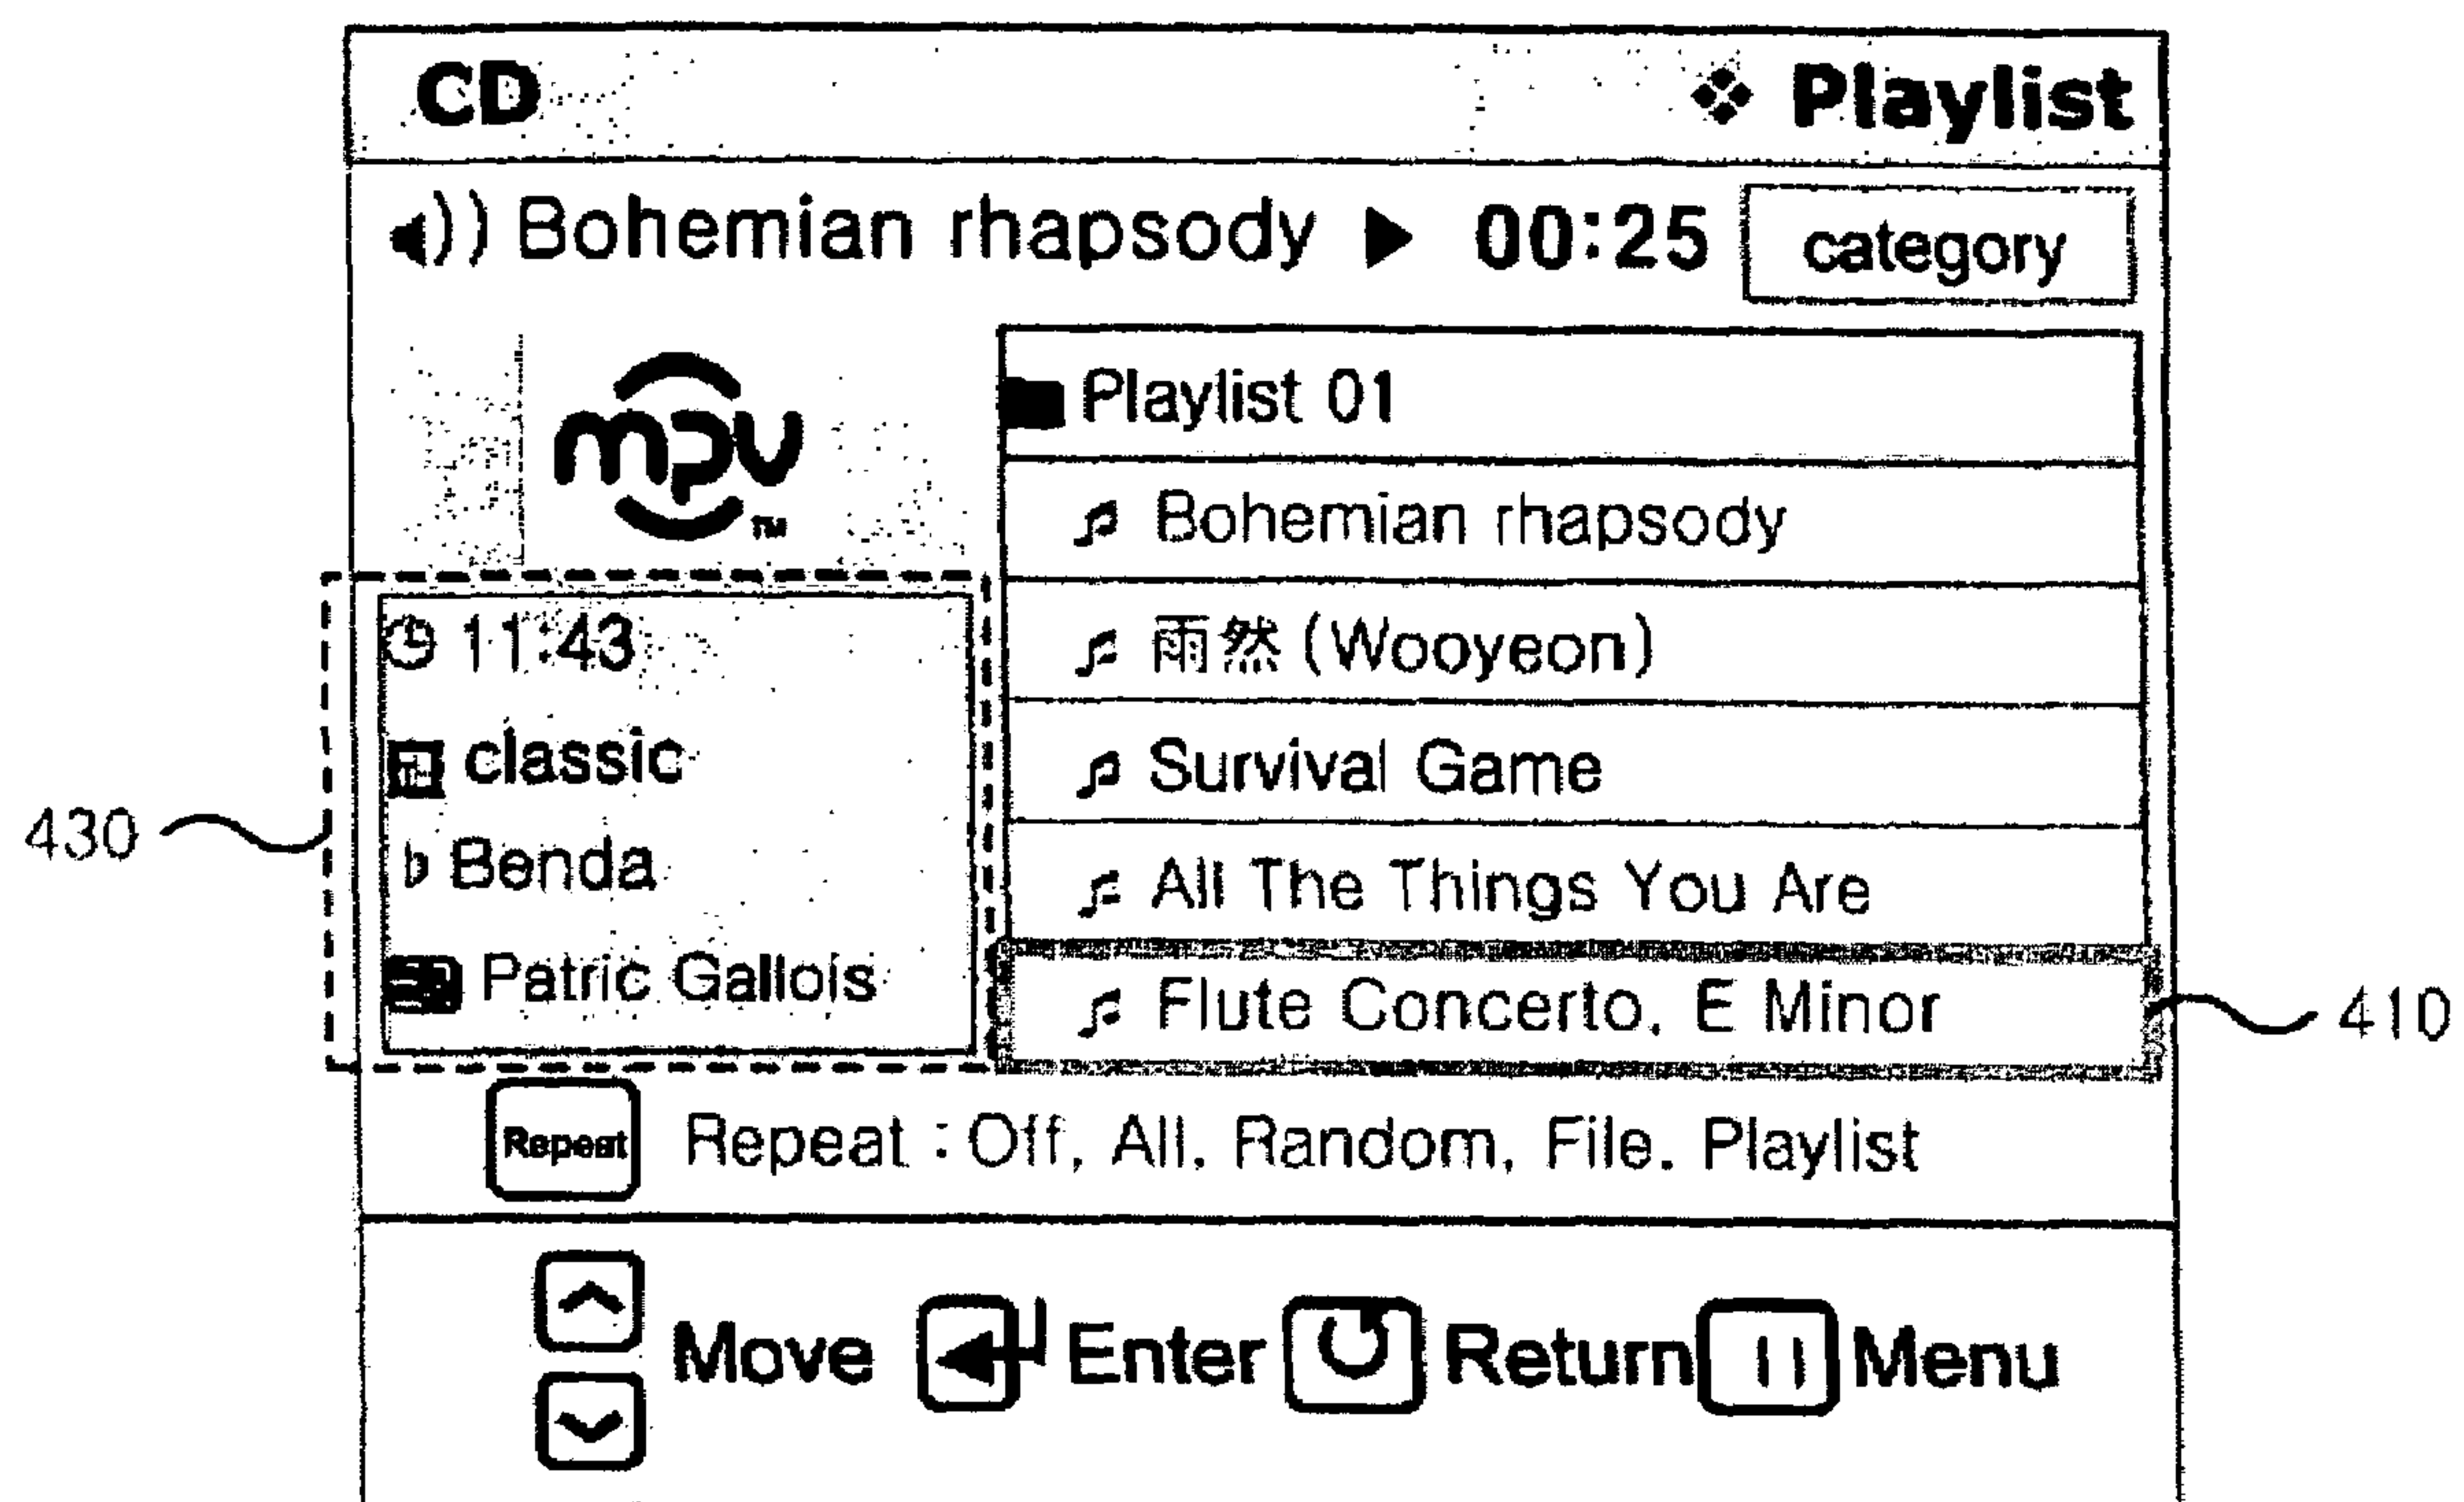 CD
Playlist
Bohemian rhapsody 00:25 category
mpv TM
Playlist 01
Bohemian rhapsody
雨然 (Wooyeon)
Survival Game
All The Things You Are
Flute Concerto, E Minor
11:43
classic
Benda
Patric Gallois
430
410
Repeat Repeat : Off, All, Random, File. Playlist
Move Enter Return Menu